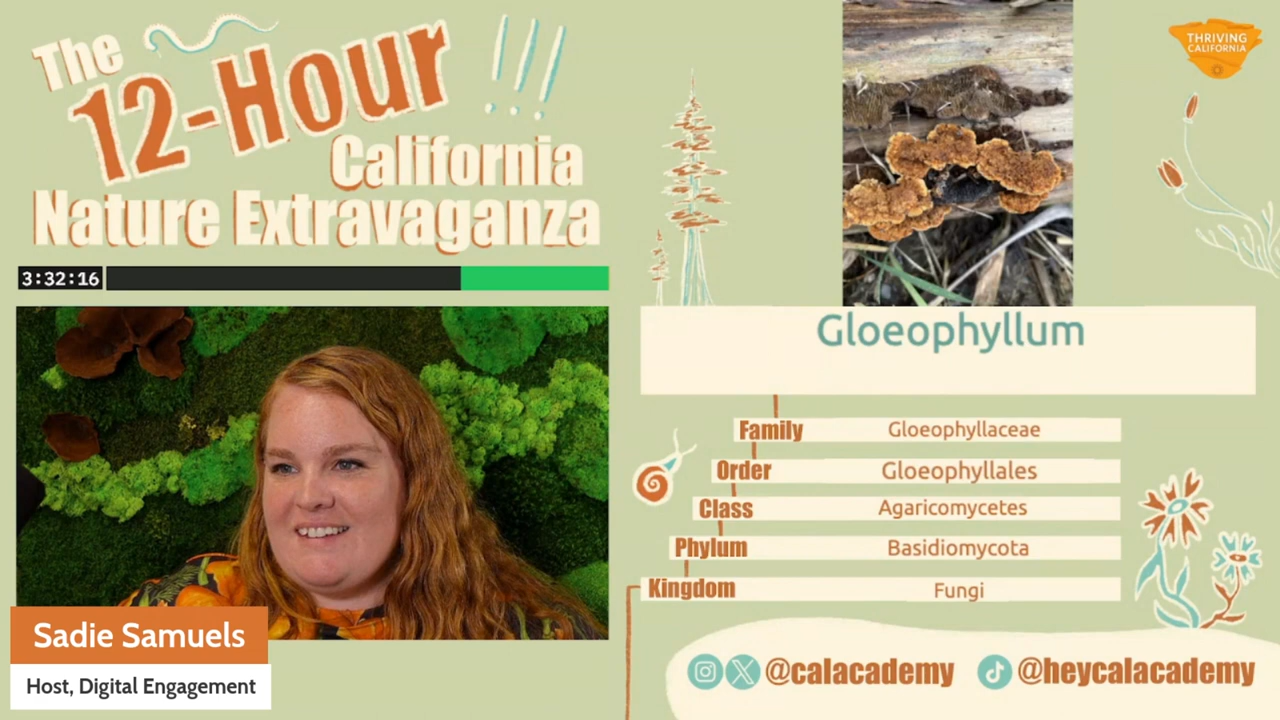 The
12-Hour !!!
California
Nature Extravaganza
3:32:16
Sadie Samuels
Host, Digital Engagement
THRIVING
CALIFORNIA
Gloeophyllum
Family Gloeophyllaceae
Order Gloeophyllales
Class Agaricomycetes
Phylum Basidiomycota
Kingdom Fungi
@calacademy @heycalacademy